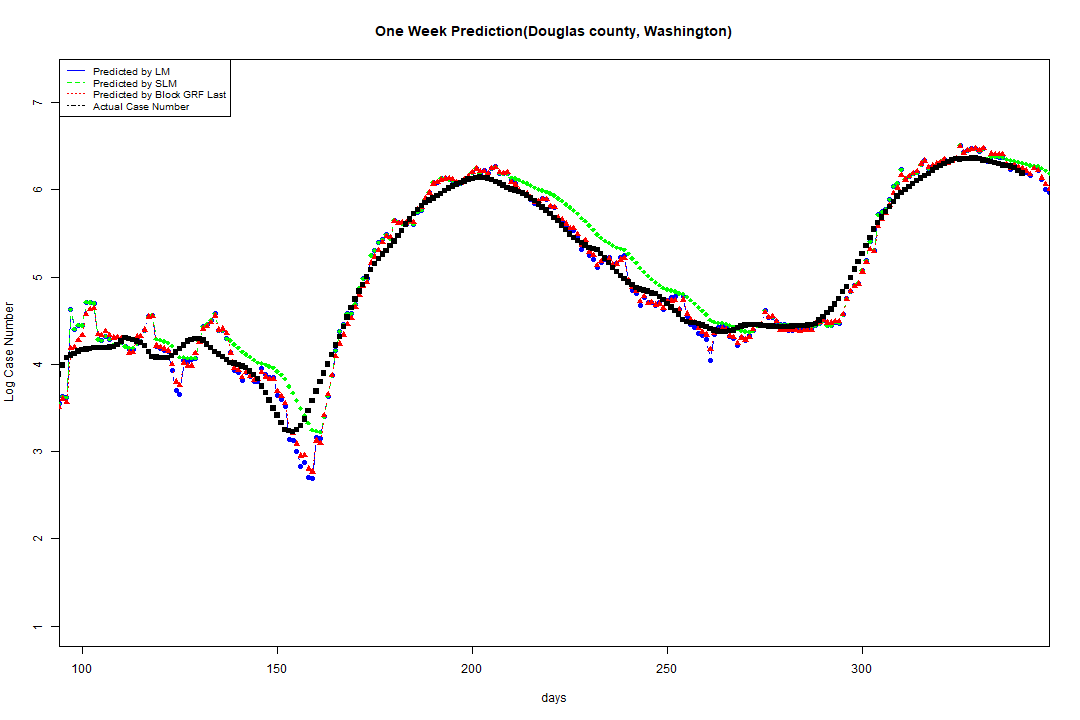 One Week Prediction(Douglas county, Washington)
Predicted by LM
Predicted by SLM
Predicted by Block GRF Last
Actual Case Number
7
6
5
4
3
2
1
Log Case Number
100 150 200 250 300
days